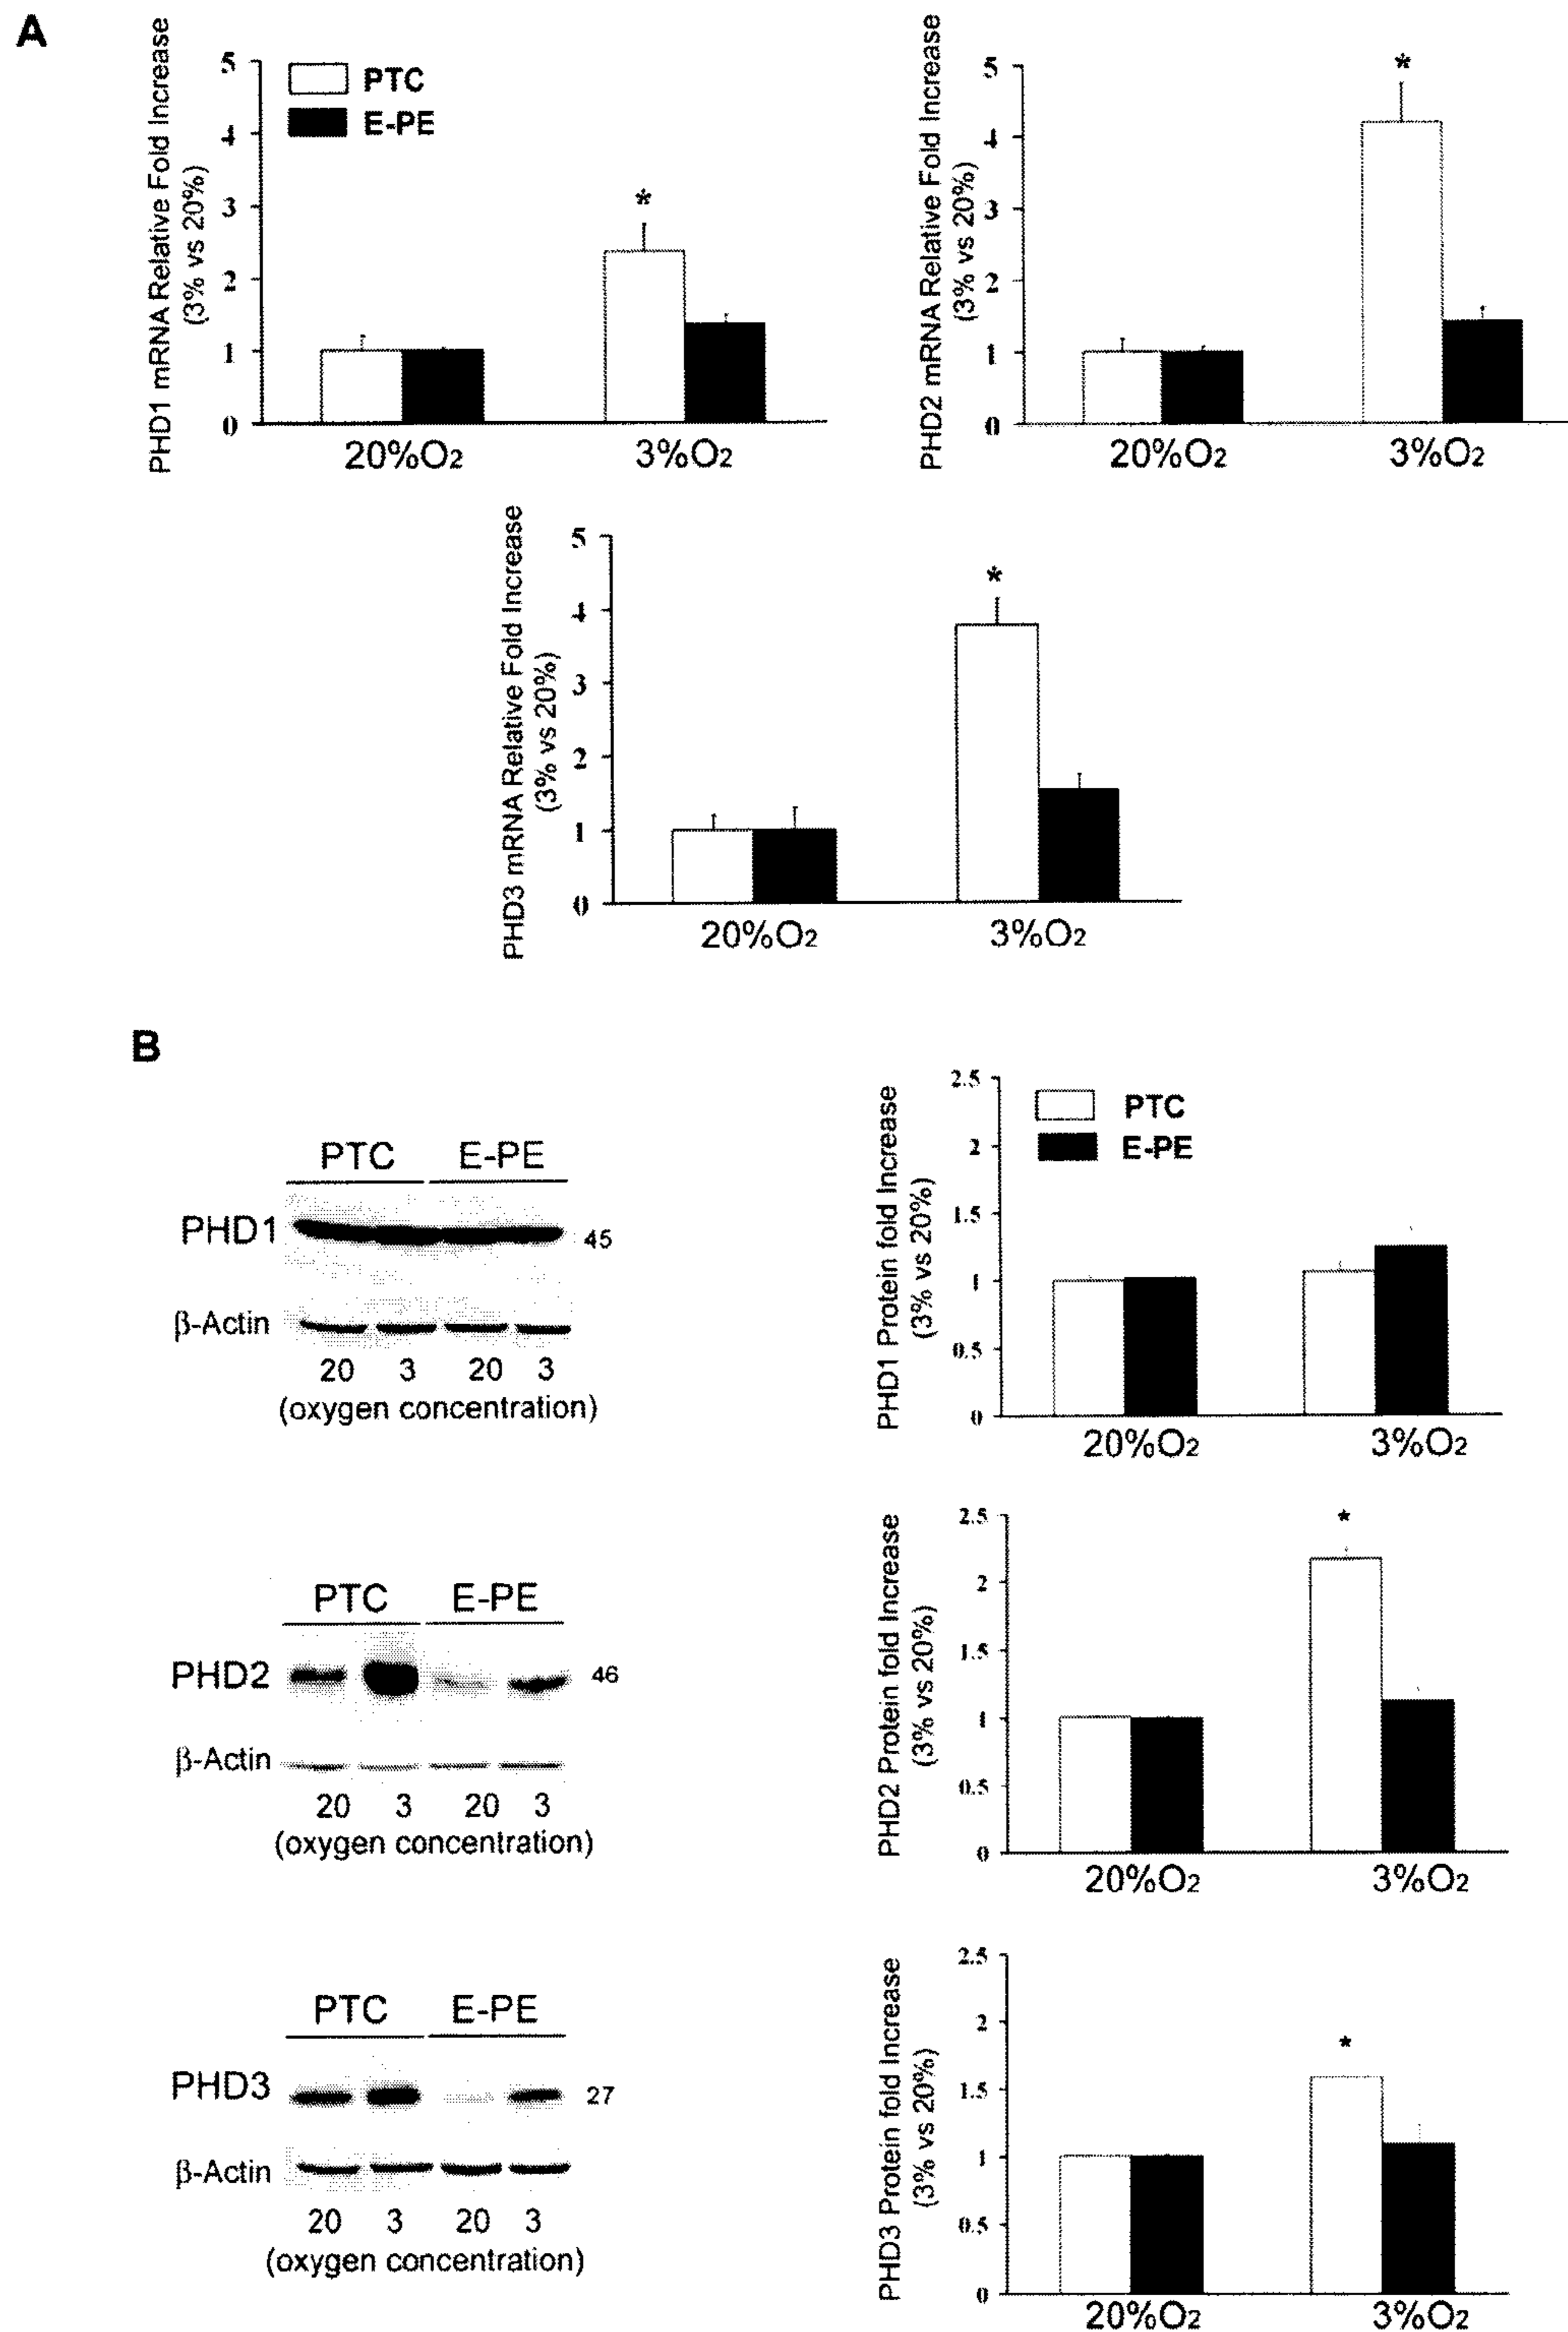 A
PHD1 mRNA Relative Fold Increase
(3% vs 20%)
5
4
3
2
1
0
PTC
E-PE
*
20%O2
3%O2
PHD2 mRNA Relative Fold Increase
(3% vs 20%)
5
4
3
2
1
0
*
20%O2
3%O2
PHD3 mRNA Relative Fold Increase
(3% vs 20%)
5
4
3
2
1
0
*
20%O2
3%O2
B
PTC E-PE
PHD1 45
β-Actin
20 3 20 3
(oxygen concentration)
PHD1 Protein fold Increase
(3% vs 20%)
2.5
2
1.5
1
0.5
0
PTC
E-PE
20%O2
3%O2
PTC E-PE
PHD2 46
β-Actin
20 3 20 3
(oxygen concentration)
PHD2 Protein fold Increase
(3% vs 20%)
2.5
2
1.5
1
0.5
0
*
20%O2
3%O2
PTC E-PE
PHD3 27
β-Actin
20 3 20 3
(oxygen concentration)
PHD3 Protein fold Increase
(3% vs 20%)
2.5
2
1.5
1
0.5
0
*
20%O2
3%O2